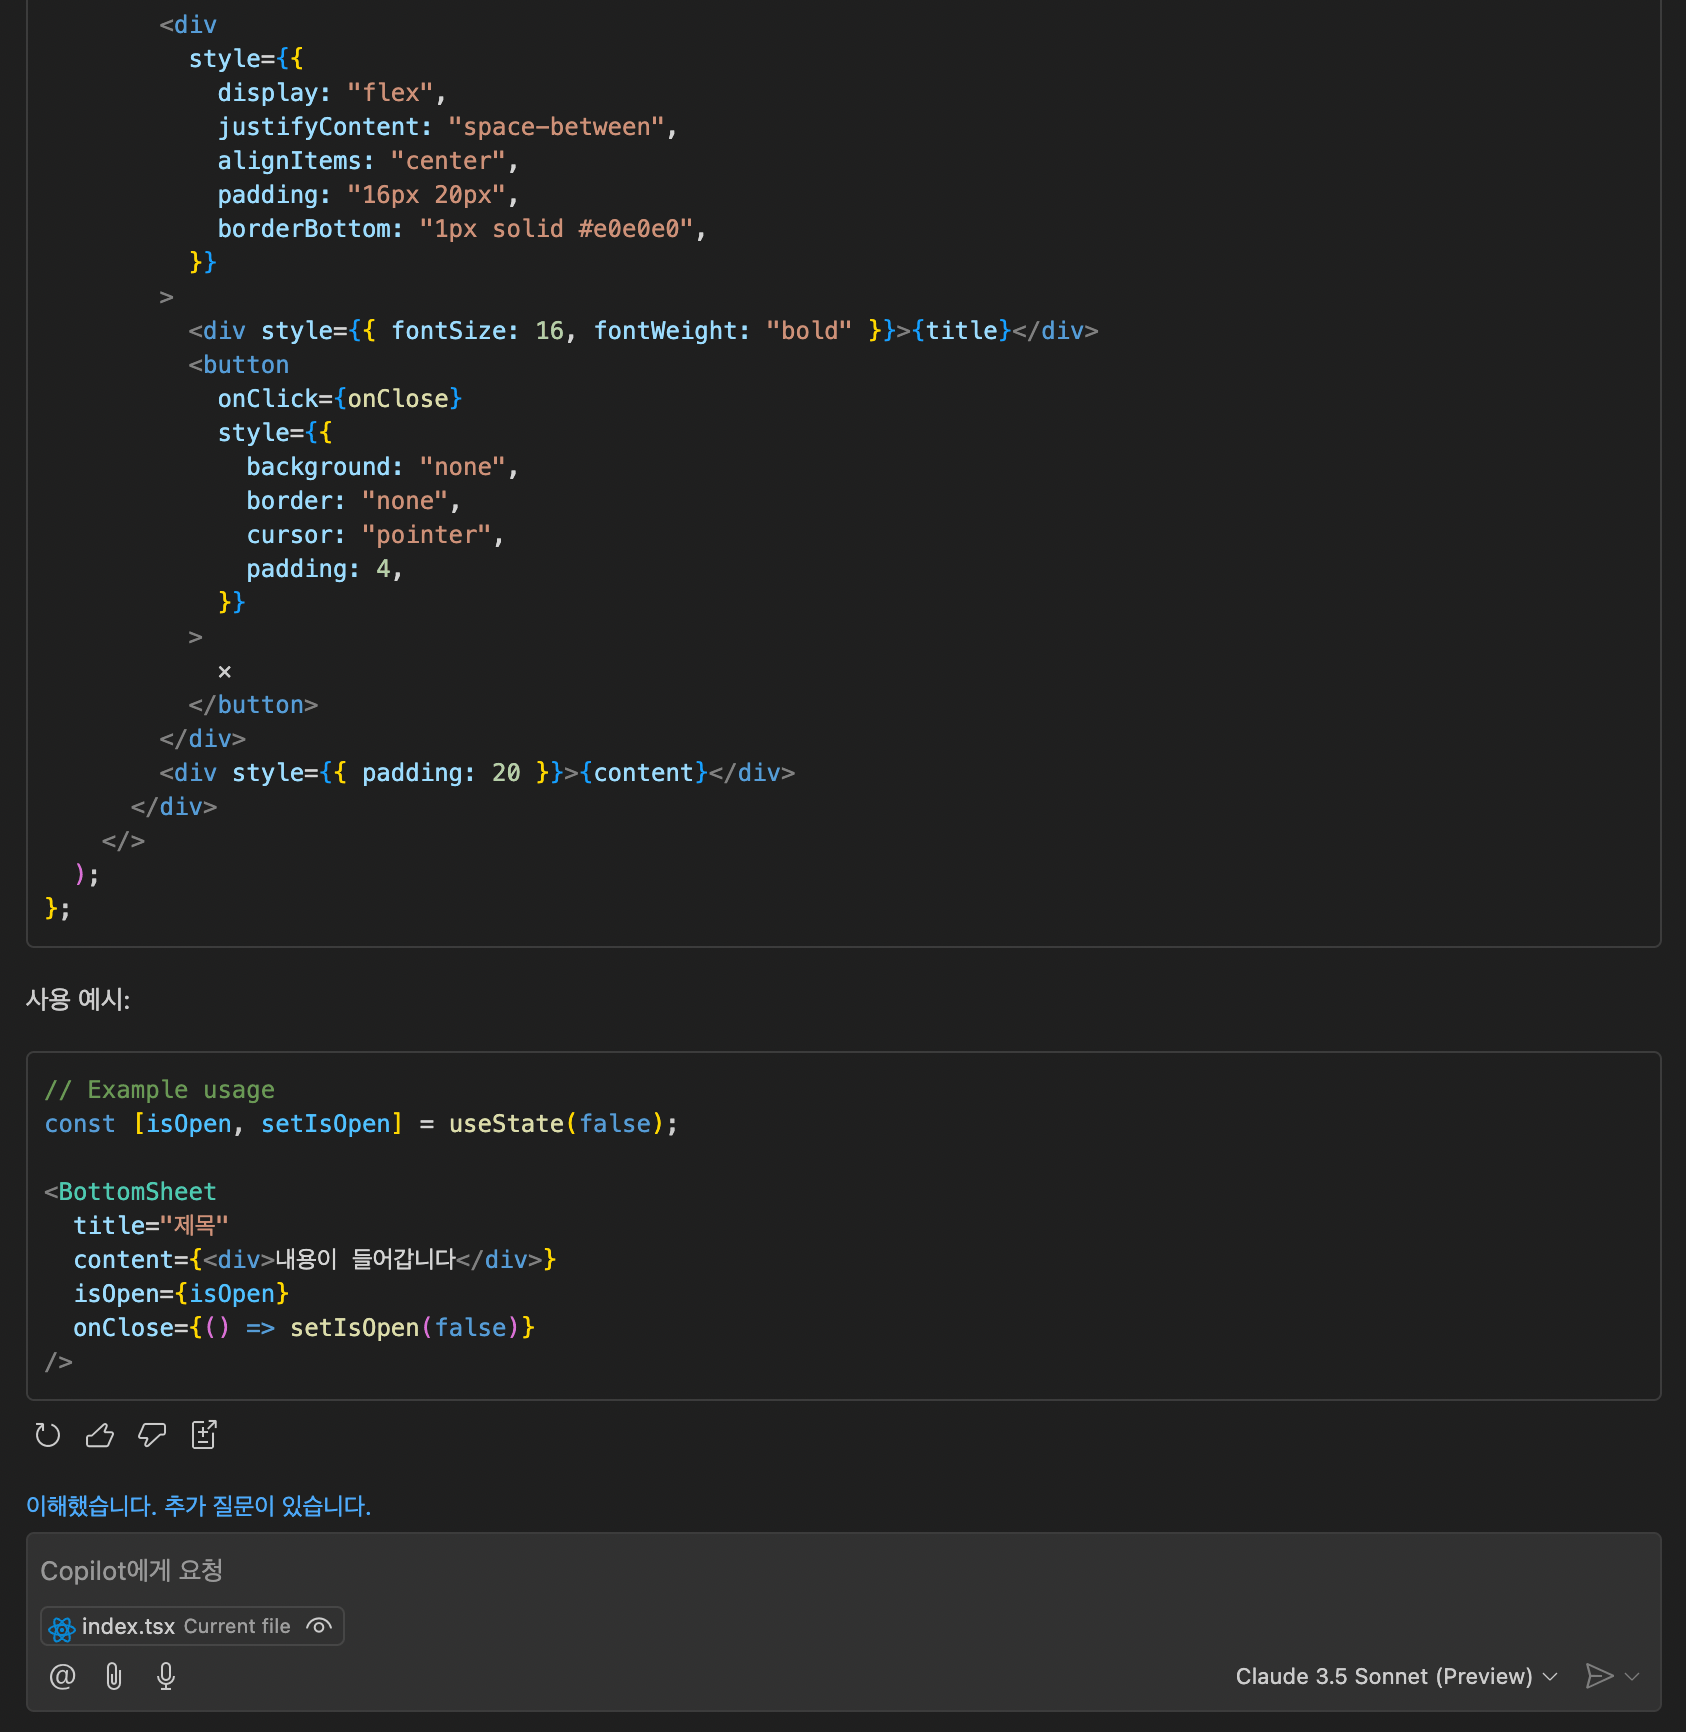 <div
style={{
display: "flex",
justifyContent: "space-between",
alignItems: "center",
padding: "16px 20px",
borderBottom: "1px solid #e0e0e0",
}}
>
<div style={{ fontSize: 16, fontWeight: "bold" }}>{title}</div>
<button
onClick={onClose}
style={{
background: "none",
border: "none",
cursor: "pointer",
padding: 4,
}}
>
×
</button>
</div>
<div style={{ padding: 20 }}>{content}</div>
</div>
</>
);
};
사용 예시:
// Example usage
const [isOpen, setIsOpen] = useState(false);
<BottomSheet
title="제목"
content={<div>내용이 들어갑니다</div>}
isOpen={isOpen}
onClose={() => setIsOpen(false)}
/>
이해했습니다. 추가 질문이 있습니다.
Copilot에게 요청
index.tsx Current file
@ Claude 3.5 Sonnet (Preview)